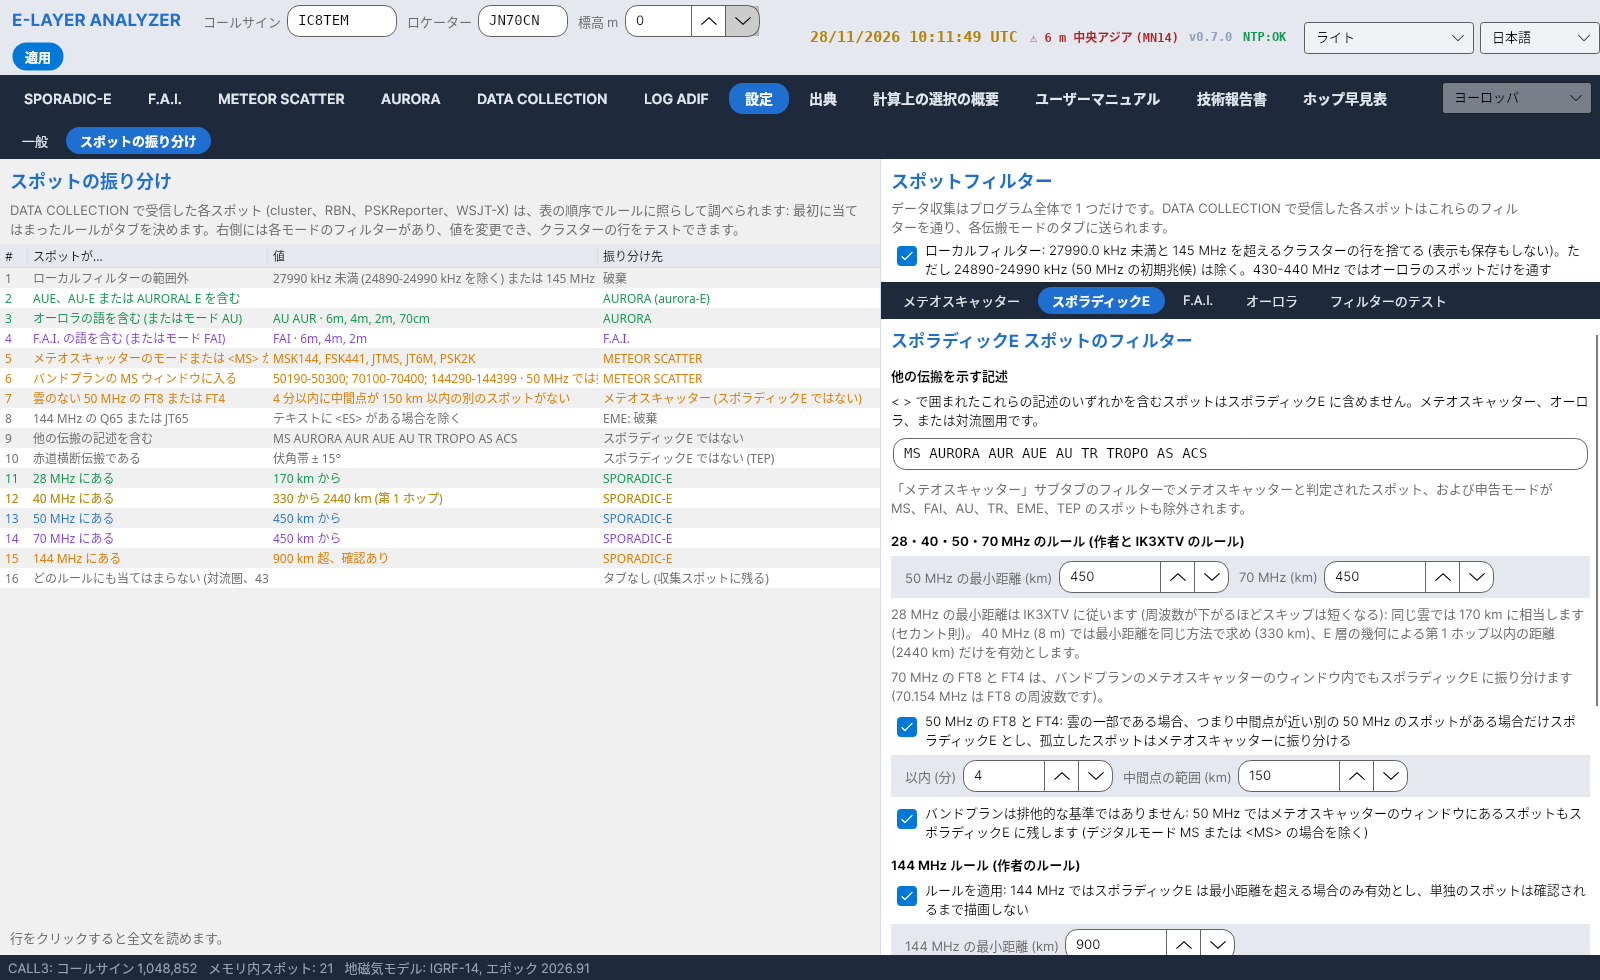 E-LAYER ANALYZER コールサイン IC8TEM ロケーター JN70CN 標高 m 0
28/11/2026 10:11:49 UTC ⚠ 6 m 中央アジア (MN14) v0.7.0 NTP:OK ライト 日本語
適用
SPORADIC-E F.A.I. METEOR SCATTER AURORA DATA COLLECTION LOG ADIF 設定 出典 計算上の選択の概要 ユーザーマニュアル 技術報告書 ホップ早見表 ヨーロッパ
一般 スポットの振り分け
スポットの振り分け
DATA COLLECTION で受信した各スポット (cluster、RBN、PSKReporter、WSJT-X) は、表の順序でルールに照らして調べられます: 最初に当て
はまったルールがタブを決めます。右側には各モードのフィルターがあり、値を変更でき、クラスターの行をテストできます。
# スポットが... 値 振り分け先
1 ローカルフィルターの範囲外 27990 kHz 未満 (24890-24990 kHz を除く) または 145 MHz 破棄
2 AUE、AU-E または AURORAL E を含む AURORA (aurora-E)
3 オーロラの語を含む (またはモード AU) AU AUR · 6m, 4m, 2m, 70cm AURORA
4 F.A.I. の語を含む (またはモード FAI) FAI · 6m, 4m, 2m F.A.I.
5 メテオスキャッターのモードまたは <MS> MSK144, FSK441, JTMS, JT6M, PSK2K METEOR SCATTER
6 バンドプランの MS ウィンドウに入る 50190-50300; 70100-70400; 144290-144399 · 50 MHz では METEOR SCATTER
7 雲のない 50 MHz の FT8 または FT4 4 分以内に中間点が 150 km 以内の別のスポットがない メテオスキャッター (スポラディックE ではない)
8 144 MHz の Q65 または JT65 テキストに <ES> がある場合を除く EME: 破棄
9 他の伝搬の記述を含む MS AURORA AUR AUE AU TR TROPO AS ACS スポラディックE ではない
10 赤道横断伝搬である 伏角帯 ± 15° スポラディックE ではない (TEP)
11 28 MHz にある 170 km から SPORADIC-E
12 40 MHz にある 330 から 2440 km (第 1 ホップ) SPORADIC-E
13 50 MHz にある 450 km から SPORADIC-E
14 70 MHz にある 450 km から SPORADIC-E
15 144 MHz にある 900 km 超、確認あり SPORADIC-E
16 どのルールにも当てはまらない (対流圏、43 タブなし (収集スポットに残る)
行をクリックすると全文を読めます。
スポットフィルター
データ収集はプログラム全体で 1 つだけです。DATA COLLECTION で受信した各スポットはこれらのフィル
ターを通り、各伝搬モードのタブに送られます。
ローカルフィルター: 27990.0 kHz 未満と 145 MHz を超えるクラスターの行を捨てる (表示も保存もしない)。た
だし 24890-24990 kHz (50 MHz の初期兆候) は除く。430-440 MHz ではオーロラのスポットだけを通す
メテオスキャッター スポラディックE F.A.I. オーロラ フィルターのテスト
スポラディックE スポットのフィルター
他の伝搬を示す記述
< > で囲まれたこれらの記述のいずれかを含むスポットはスポラディックE に含めません。メテオスキャッター、オーロ
ラ、または対流圏用です。
MS AURORA AUR AUE AU TR TROPO AS ACS
「メテオスキャッター」サブタブのフィルターでメテオスキャッターと判定されたスポット、および申告モードが
MS、FAI、AU、TR、EME、TEP のスポットも除外されます。
28・40・50・70 MHz のルール (作者と IK3XTV のルール)
50 MHz の最小距離 (km) 450 70 MHz (km) 450
28 MHz の最小距離は IK3XTV に従います (周波数が下がるほどスキップは短くなる): 同じ雲では 170 km に相当します
(セカント則)。 40 MHz (8 m) では最小距離を同じ方法で求め (330 km)、E 層の幾何による第 1 ホップ以内の距離
(2440 km) だけを有効とします。
70 MHz の FT8 と FT4 は、バンドプランのメテオスキャッターのウィンドウ内でもスポラディックE に振り分けます
(70.154 MHz は FT8 の周波数です)。
50 MHz の FT8 と FT4: 雲の一部である場合、つまり中間点が近い別の 50 MHz のスポットがある場合だけスポ
ラディックE とし、孤立したスポットはメテオスキャッターに振り分ける
以内 (分) 4 中間点の範囲 (km) 150
バンドプランは排他的な基準ではありません: 50 MHz ではメテオスキャッターのウィンドウにあるスポットもス
ポラディックE に残します (デジタルモード MS または <MS> の場合を除く)
144 MHz ルール (作者のルール)
ルールを適用: 144 MHz ではスポラディックE は最小距離を超える場合のみ有効とし、単独のスポットは確認され
るまで描画しない
144 MHz の最小距離 (km) 900
CALL3: コールサイン 1,048,852 メモリ内スポット: 21 地磁気モデル: IGRF-14, エポック 2026.91